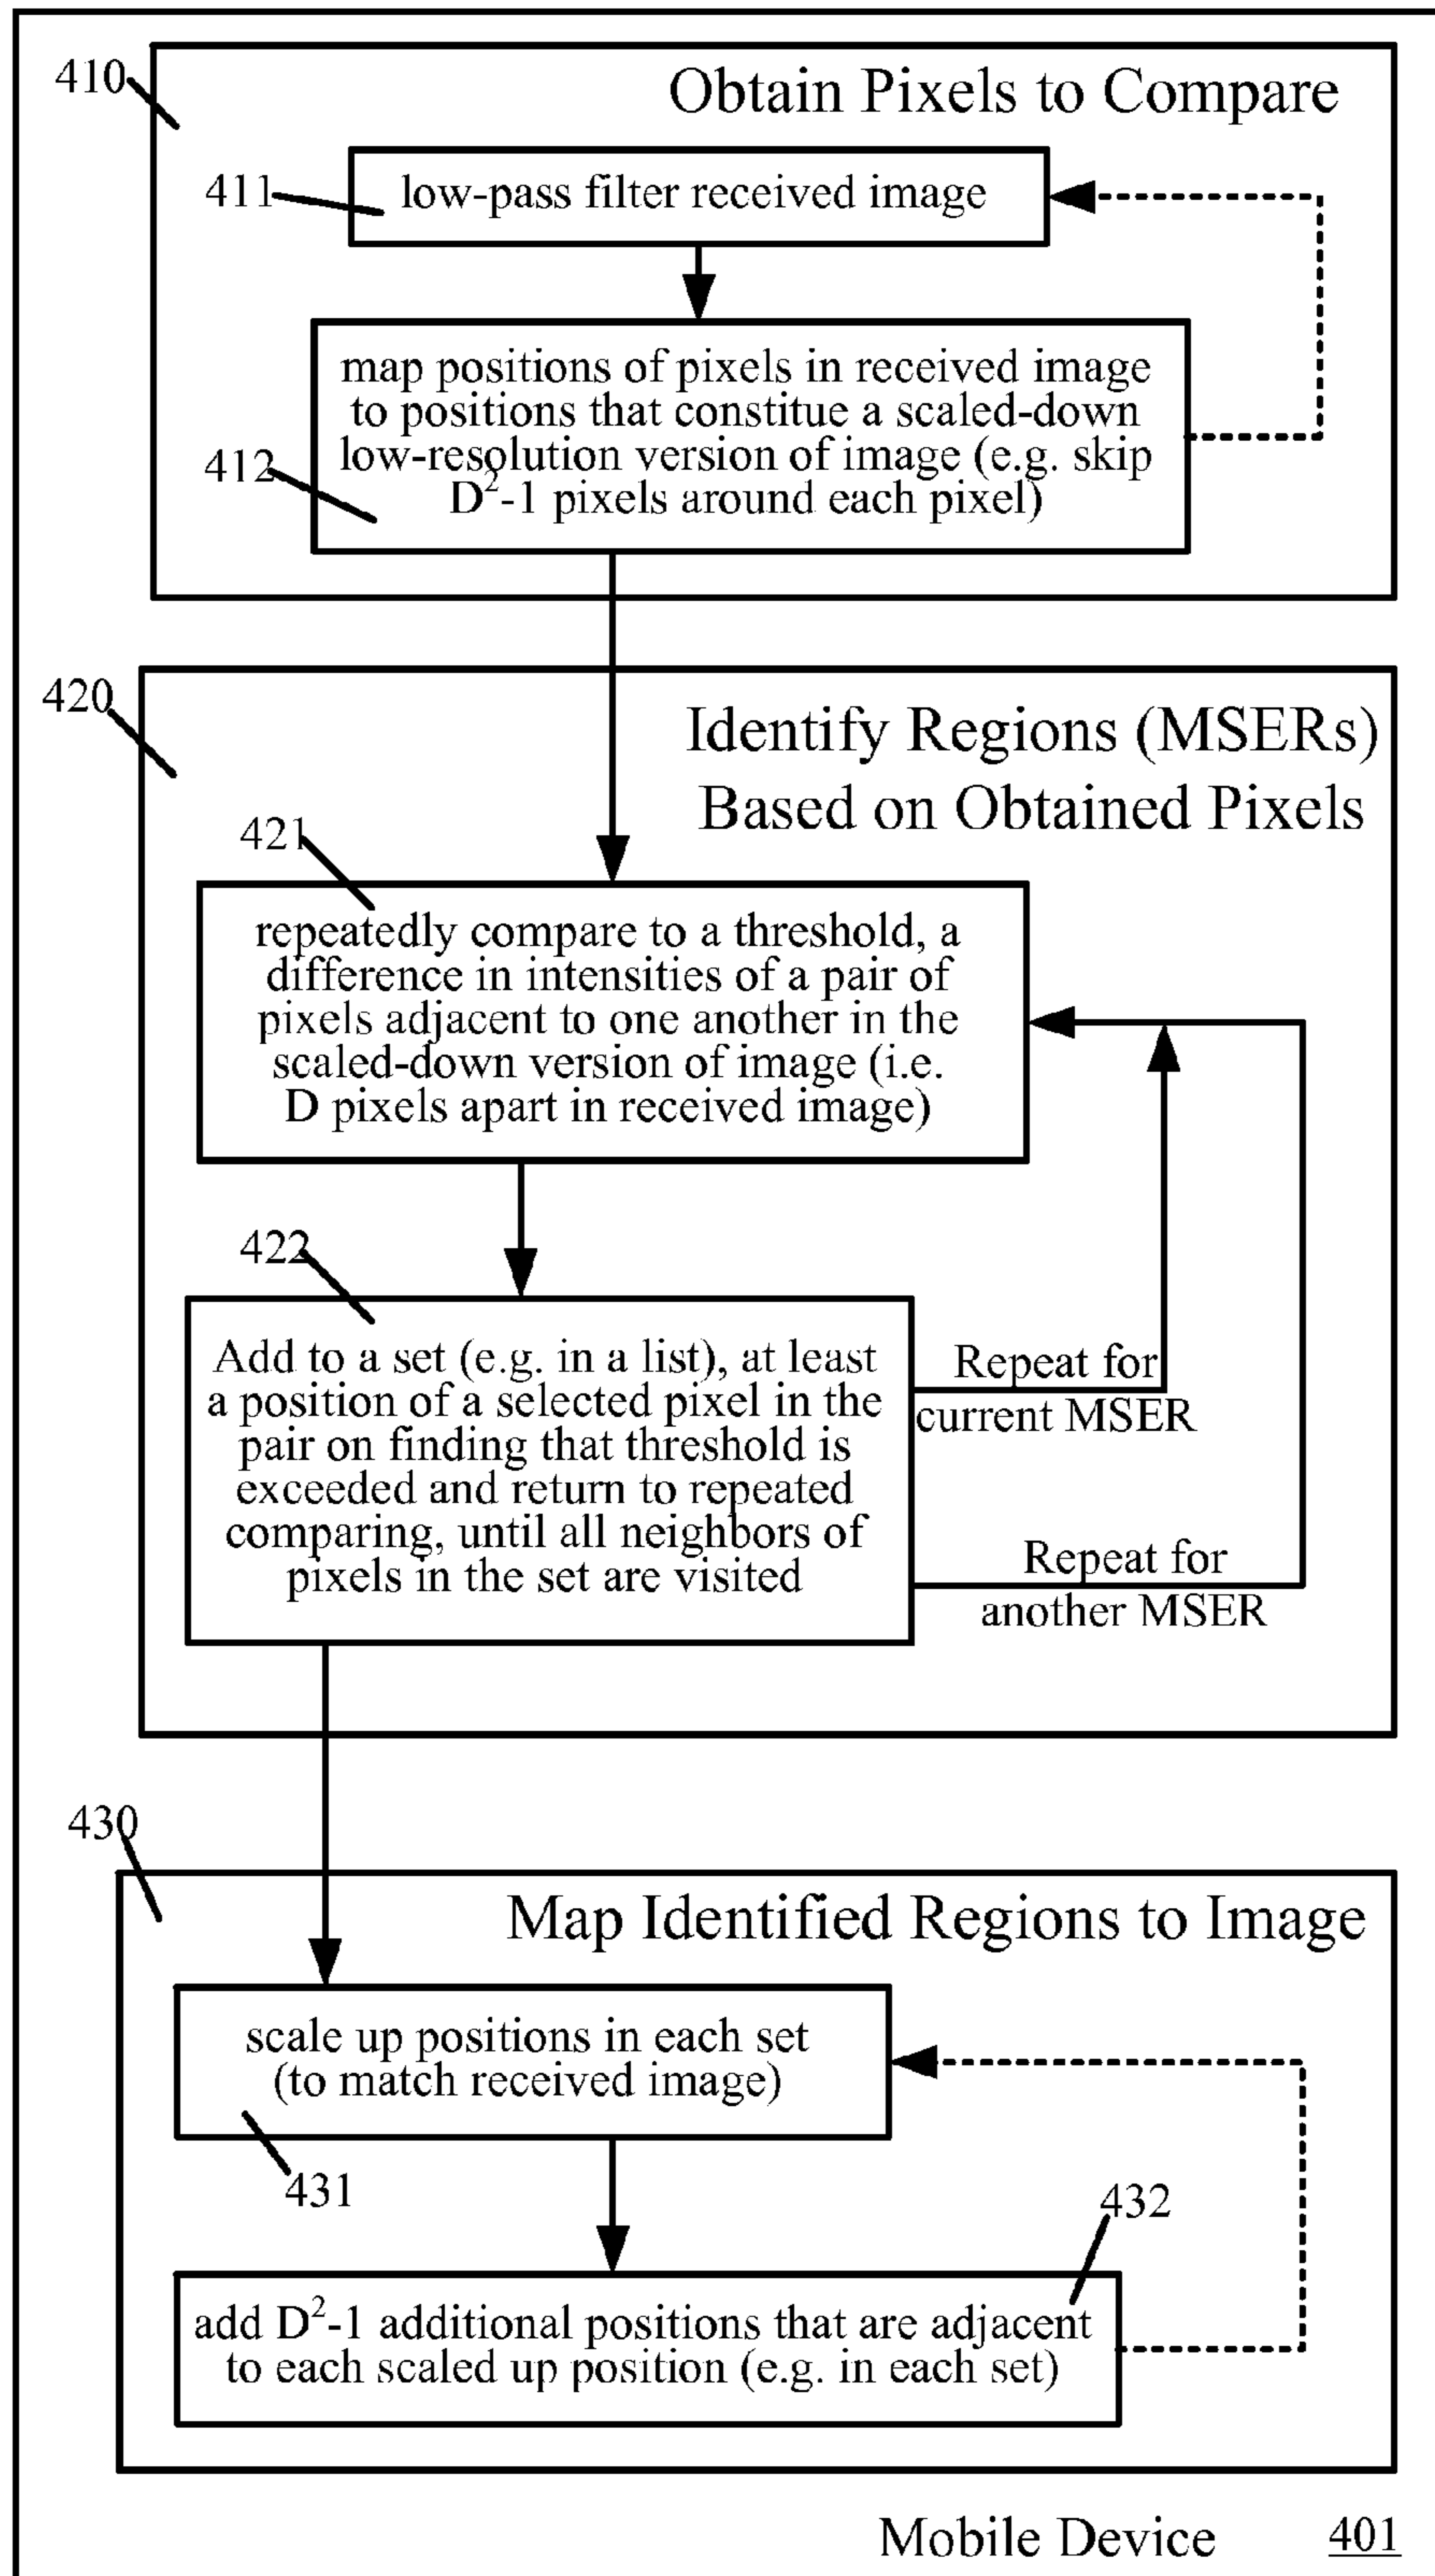 410
Obtain Pixels to Compare
411
low-pass filter received image
map positions of pixels in received image
to positions that constitue a scaled-down
low-resolution version of image (e.g. skip
D²-1 pixels around each pixel)
412
420
Identify Regions (MSERs)
Based on Obtained Pixels
421
repeatedly compare to a threshold, a
difference in intensities of a pair of
pixels adjacent to one another in the
scaled-down version of image (i.e.
D pixels apart in received image)
422
Add to a set (e.g. in a list), at least
a position of a selected pixel in the
pair on finding that threshold is
exceeded and return to repeated
comparing, until all neighbors of
pixels in the set are visited
Repeat for
current MSER
Repeat for
another MSER
430
Map Identified Regions to Image
scale up positions in each set
(to match received image)
431
432
add D²-1 additional positions that are adjacent
to each scaled up position (e.g. in each set)
Mobile Device 401